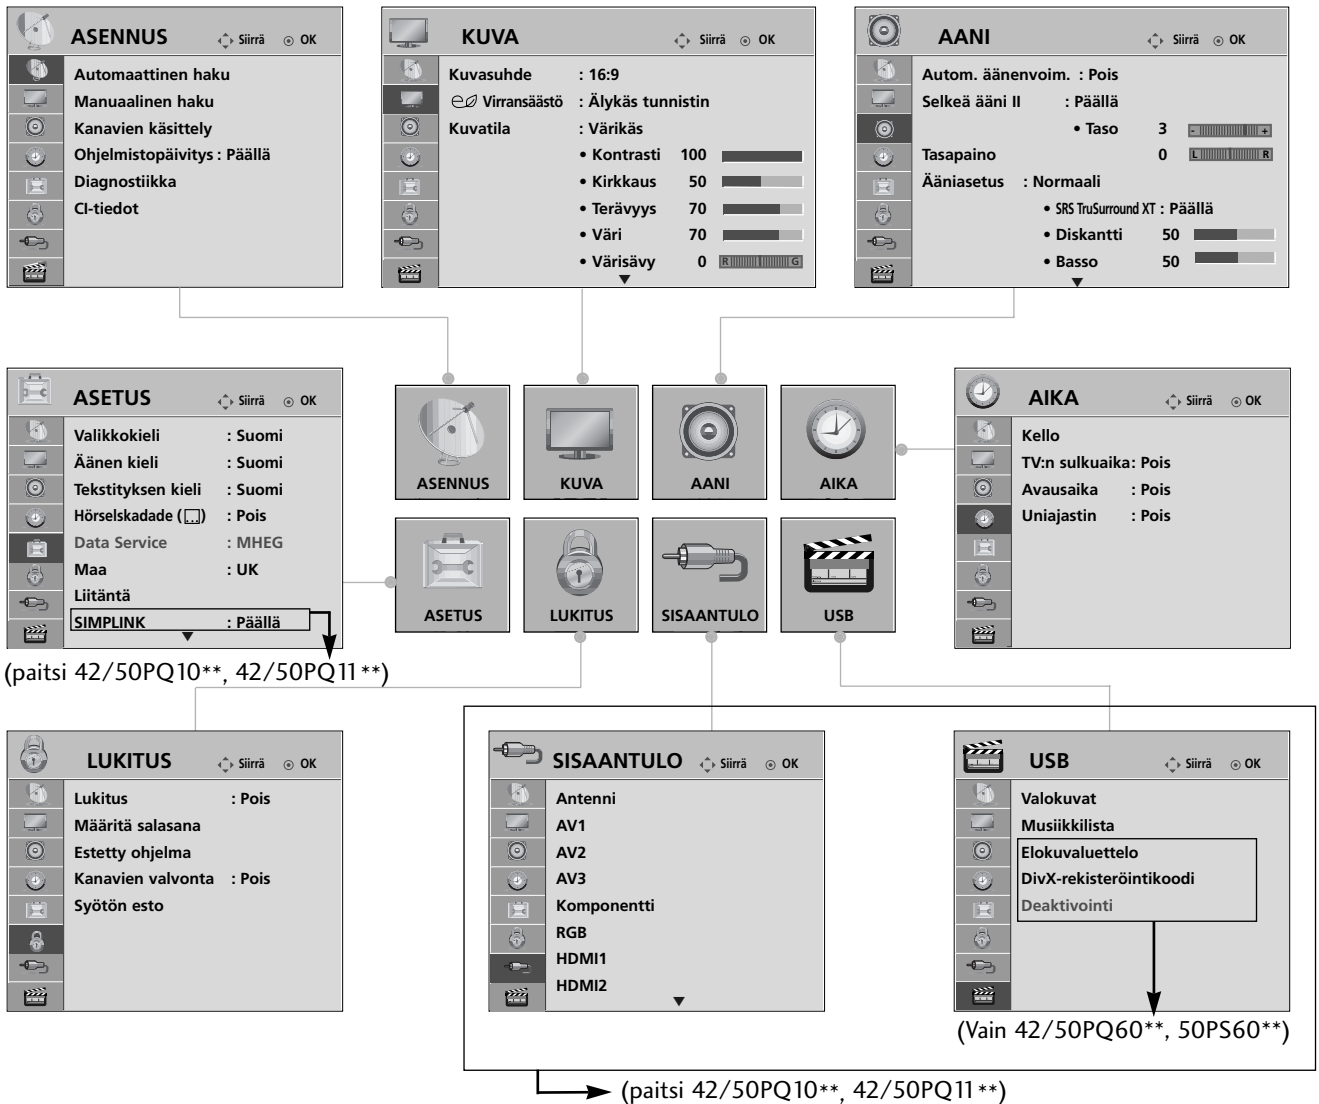 ASENNUS Siirrä OK
Automaattinen haku
Manuaalinen haku
Kanavien käsittely
Ohjelmistopäivitys : Päällä
Diagnostiikka
CI-tiedot
KUVA Siirrä OK
Kuvasuhde : 16:9
Virransäästö : Älykäs tunnistin
Kuvatila : Värikäs
• Kontrasti 100
• Kirkkaus 50
• Terävyys 70
• Väri 70
• Värisävy 0 R G
AANI Siirrä OK
Autom. äänenvoim. : Pois
Selkeä ääni II : Päällä
• Taso 3 - +
Tasapaino 0 L R
Ääniasetus : Normaali
• SRS TruSurround XT : Päällä
• Diskantti 50
• Basso 50
ASETUS Siirrä OK
Valikkokieli : Suomi
Äänen kieli : Suomi
Tekstityksen kieli : Suomi
Hörselskadade ( ) : Pois
Data Service : MHEG
Maa : UK
Liitäntä
SIMPLINK : Päällä
(paitsi 42/50PQ10**, 42/50PQ11**)
ASENNUS
KUVA
AANI
AIKA
ASETUS
LUKITUS
SISAANTULO
USB
AIKA Siirrä OK
Kello
TV:n sulkuaika: Pois
Avausaika : Pois
Uniajastin : Pois
LUKITUS Siirrä OK
Lukitus : Pois
Määritä salasana
Estetty ohjelma
Kanavien valvonta : Pois
Syötön esto
SISAANTULO Siirrä OK
Antenni
AV1
AV2
AV3
Komponentti
RGB
HDMI1
HDMI2
USB Siirrä OK
Valokuvat
Musiikkilista
Elokuvaluettelo
DivX-rekisteröintikoodi
Deaktivointi
(Vain 42/50PQ60**, 50PS60**)
(paitsi 42/50PQ10**, 42/50PQ11**)